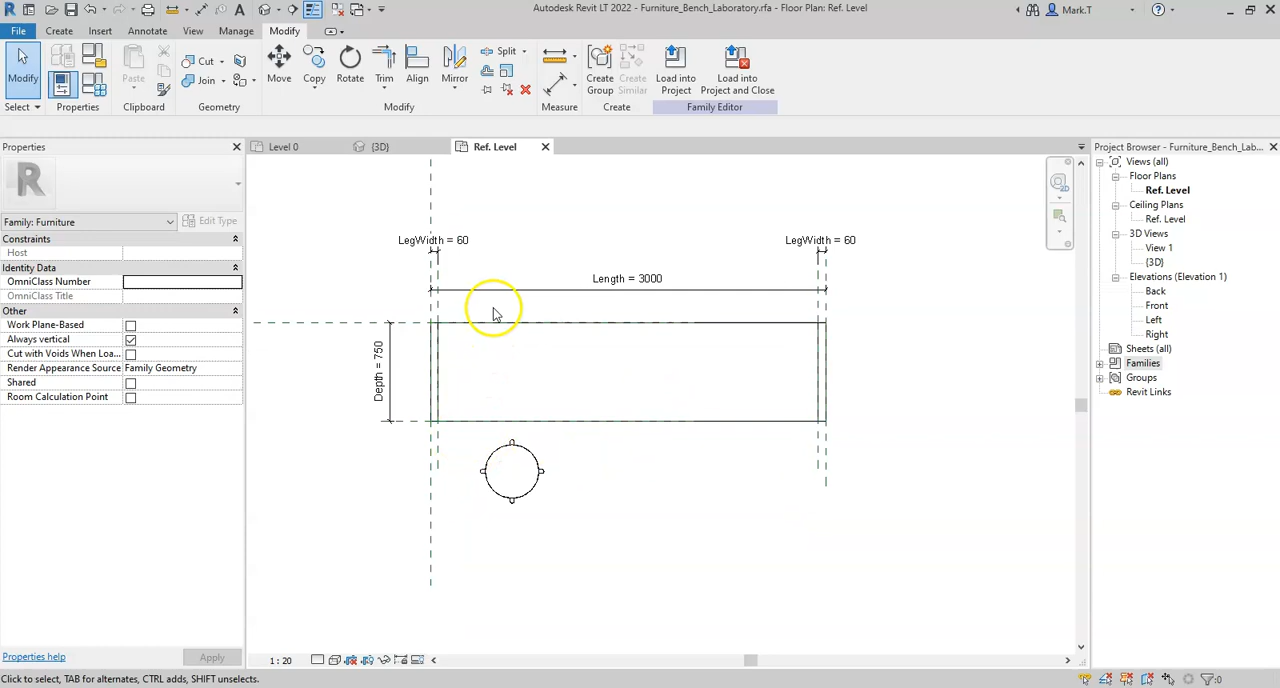 Autodesk Revit LT 2022 - Furniture_Bench_Laboratory.rfa - Floor Plan: Ref. Level
Mark.T
File Create Insert Annotate View Manage Modify
Modify
Select
Properties
Paste
Clipboard
Cut
Join
Geometry
Move
Copy
Rotate
Trim
Align
Mirror
Split
Modify
Measure
Create Group
Create Similar
Create
Load into Project
Load into Project and Close
Family Editor
Properties
Family: Furniture
Edit Type
Constraints
Host
Identity Data
OmniClass Number
OmniClass Title
Other
Work Plane-Based
Always vertical
Cut with Voids When Loa...
Render Appearance Source Family Geometry
Shared
Room Calculation Point
Properties help
Apply
Level 0
{3D}
Ref. Level
LegWidth = 60
LegWidth = 60
Length = 3000
Depth = 750
1 : 20
Project Browser - Furniture_Bench_Lab...
Views (all)
Floor Plans
Ref. Level
Ceiling Plans
Ref. Level
3D Views
View 1
{3D}
Elevations (Elevation 1)
Back
Front
Left
Right
Sheets (all)
Families
Groups
Revit Links
Click to select, TAB for alternates, CTRL adds, SHIFT unselects.
:0